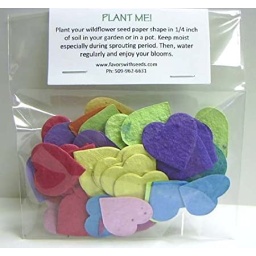 PLANT ME!
Plant your wildflower seed paper shape in 1/4 inch
of soil in your garden or in a pot. Keep moist
especially during sprouting period. Then, water
regularly and enjoy your blooms.
www.favorswithseeds.com
Ph: 509-962-6631